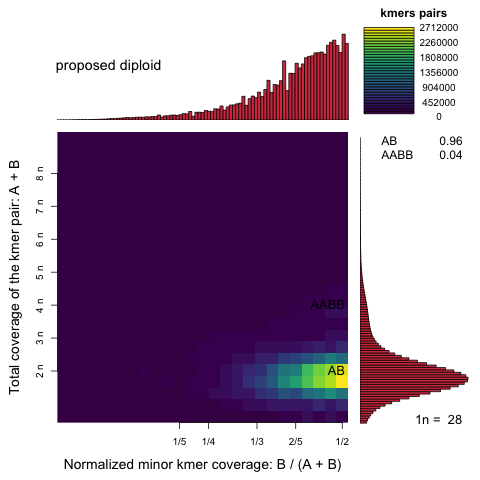 kmers pairs
2712000
2260000
1808000
1356000
904000
452000
0
proposed diploid
AB 0.96
AABB 0.04
Total coverage of the kmer pair: A + B
8 n
7 n
6 n
5 n
4 n
3 n
2 n
AABB
AB
1n = 28
1/5 1/4 1/3 2/5 1/2
Normalized minor kmer coverage: B / (A + B)